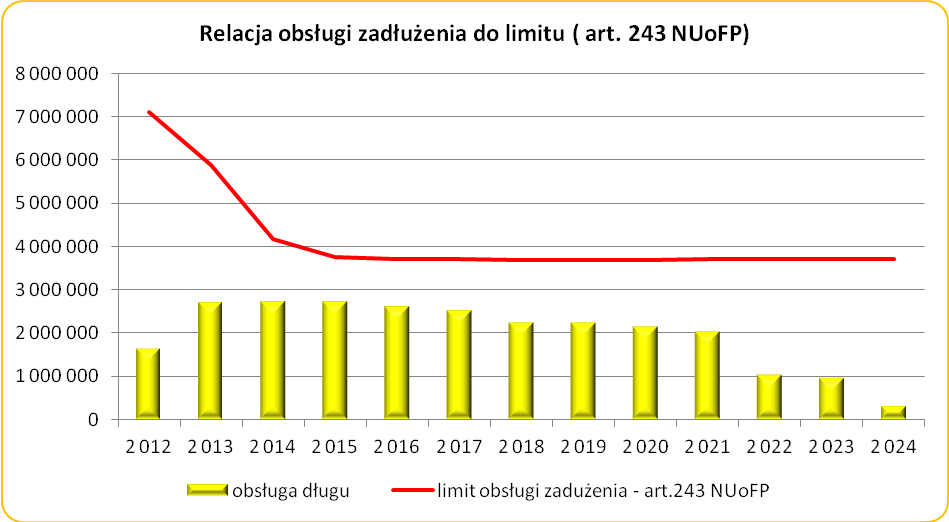 Relacja obsługi zadłużenia do limitu ( art. 243 NUoFP)
8 000 000
7 000 000
6 000 000
5 000 000
4 000 000
3 000 000
2 000 000
1 000 000
0
2 012 2 013 2 014 2 015 2 016 2 017 2 018 2 019 2 020 2 021 2 022 2 023 2 024
obsługa długu limit obsługi zadużenia - art.243 NUoFP